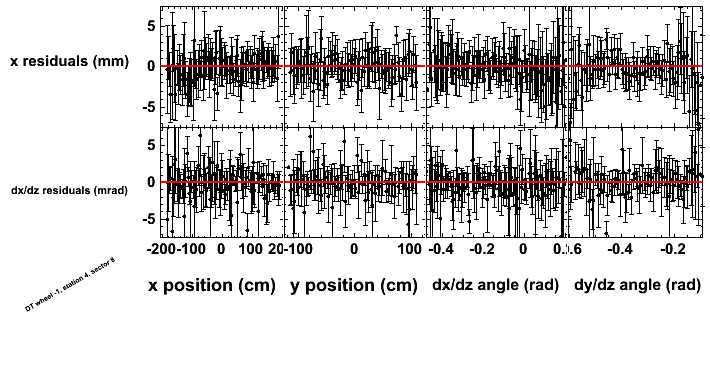 5
x residuals (mm)
0
-5
5
dx/dz residuals (mrad)
0
-5
-200 -100 0 100 20 -100 0 100 -0.4 -0.2 0 -0.4 -0.2
x position (cm) y position (cm) dx/dz angle (rad) dy/dz angle (rad)
DT wheel -1, station 4, sector 8